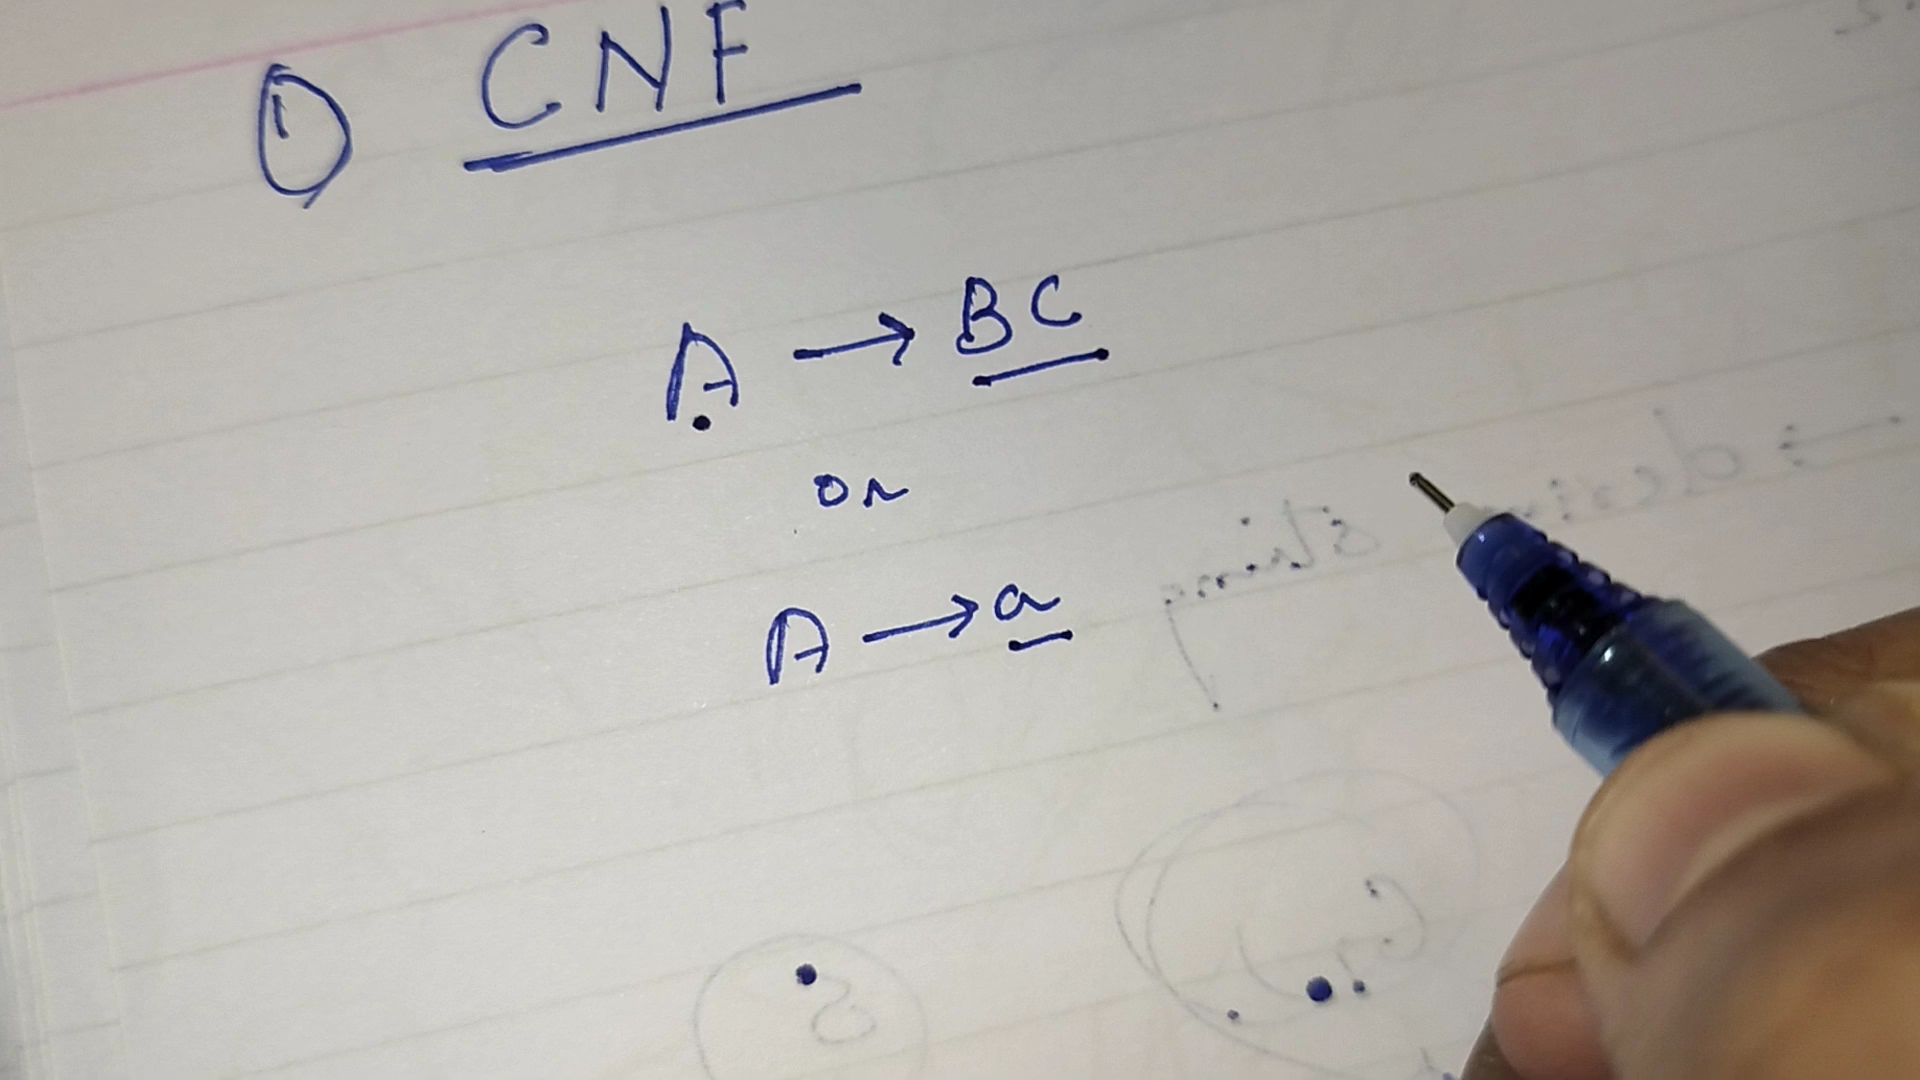 ① CNF
A → BC
or
A → a